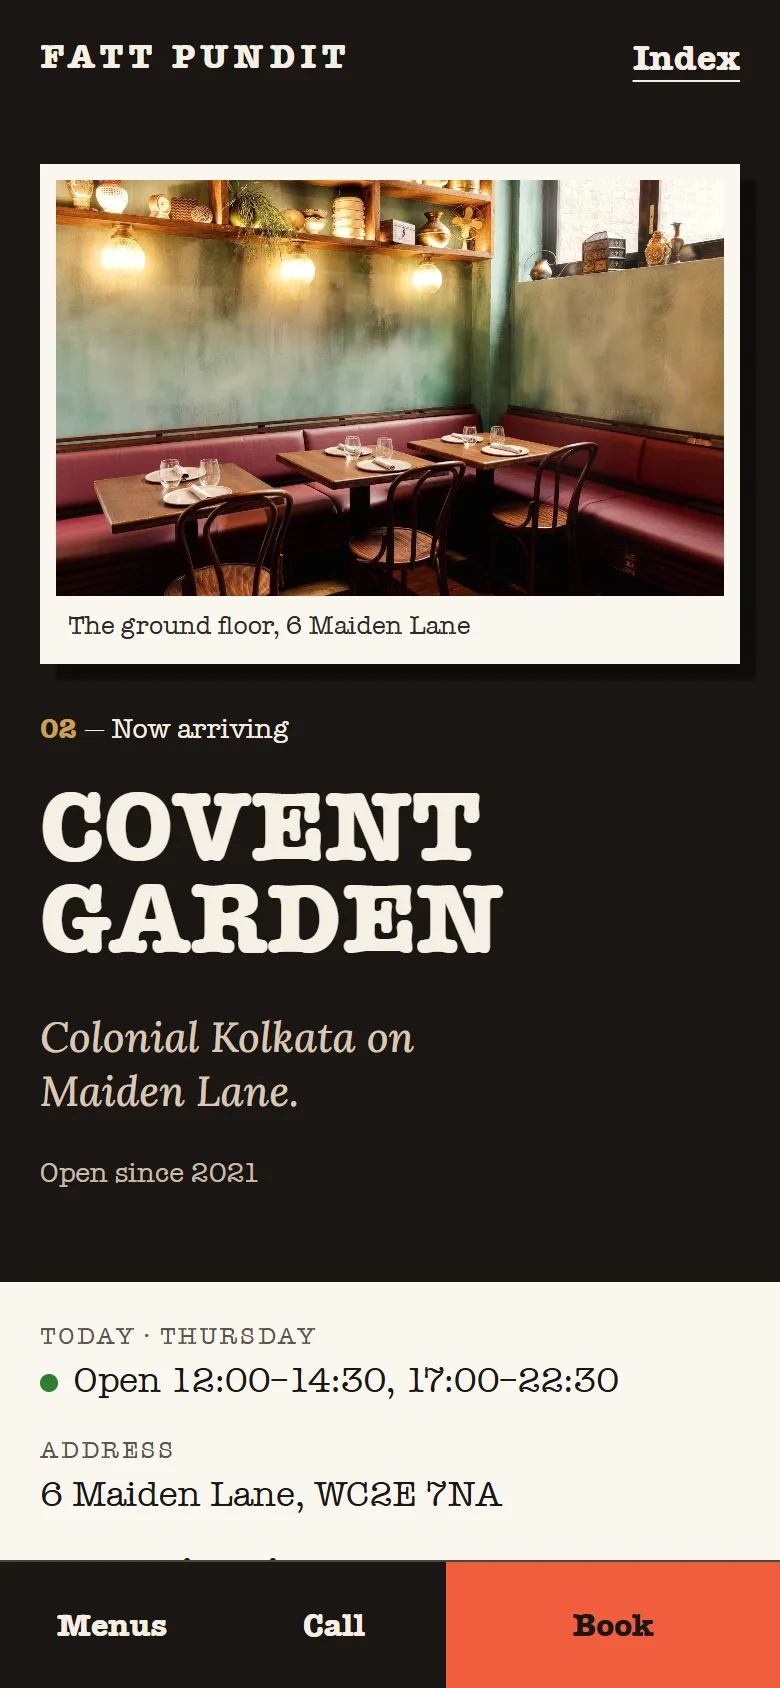 FATT PUNDIT
Index
The ground floor, 6 Maiden Lane
02 — Now arriving
COVENT
GARDEN
Colonial Kolkata on
Maiden Lane.
Open since 2021
TODAY · THURSDAY
Open 12:00–14:30, 17:00–22:30
ADDRESS
6 Maiden Lane, WC2E 7NA
Menus
Call
Book